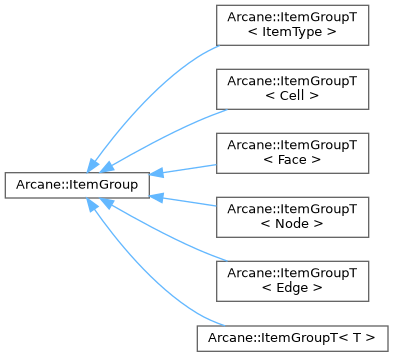 Arcane::ItemGroupT
< ItemType >
Arcane::ItemGroupT
< Cell >
Arcane::ItemGroupT
< Face >
Arcane::ItemGroup
Arcane::ItemGroupT
< Node >
Arcane::ItemGroupT
< Edge >
Arcane::ItemGroupT< T >